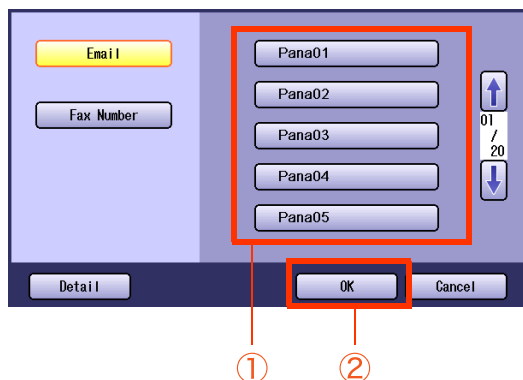 Email
Fax Number
Pana01
Pana02
Pana03
Pana04
Pana05
01
/
20
Detail
OK
Cancel
① ②